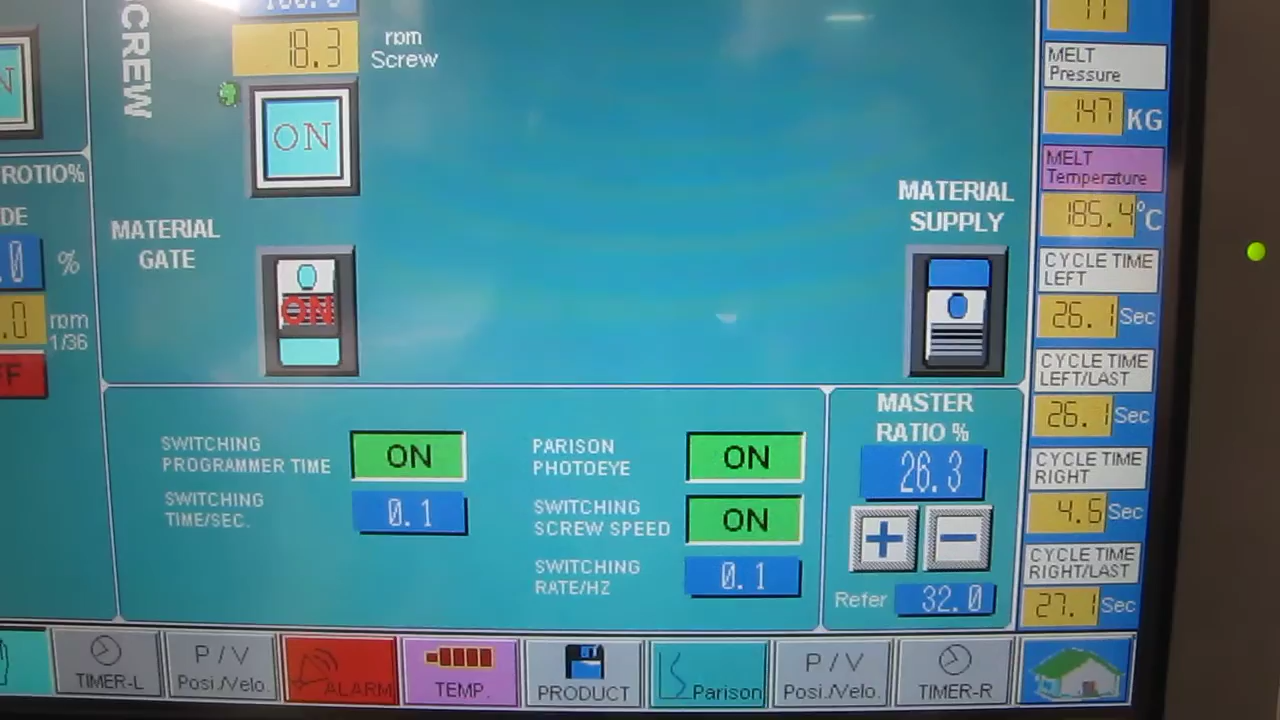 CREW
18.3
rpm
Screw
ON
ROTIO%
DE
.0 %
.0 rpm
1/36
FF
MATERIAL
GATE
ON
MATERIAL
SUPPLY
SWITCHING
PROGRAMMER TIME
ON
SWITCHING
TIME/SEC.
0.1
PARISON
PHOTOEYE
ON
SWITCHING
SCREW SPEED
ON
SWITCHING
RATE/HZ
0.1
MASTER
RATIO %
26.3
+ −
Refer 32.0
MELT
Pressure
147 KG
MELT
Temperature
185.4°C
CYCLE TIME
LEFT
26.1 Sec
CYCLE TIME
LEFT/LAST
26.1 Sec
CYCLE TIME
RIGHT
4.6 Sec
CYCLE TIME
RIGHT/LAST
27.1 Sec
TIMER-L
P / V
Posi./Velo.
ALARM
TEMP.
PRODUCT
Parison
P / V
Posi./Velo.
TIMER-R